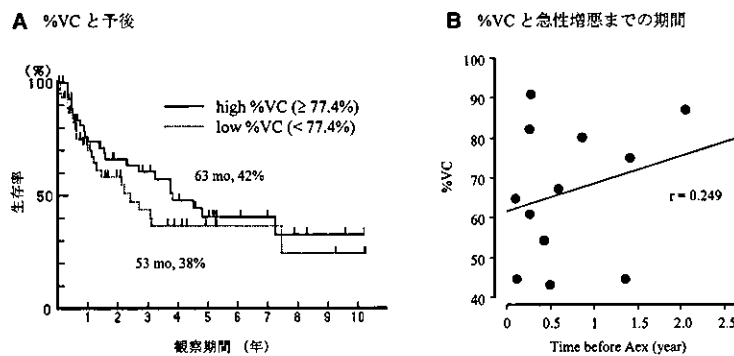 A %VC と予後
(%)
100
50
0
生存率
high %VC (≥ 77.4%)
low %VC (< 77.4%)
63 mo, 42%
53 mo, 38%
1 2 3 4 5 6 7 8 9 10
観察期間 (年)
B %VC と急性増悪までの期間
100
90
80
70
60
50
40
%VC
r = 0.249
0 0.5 1.0 1.5 2.0 2.5
Time before Aex (year)